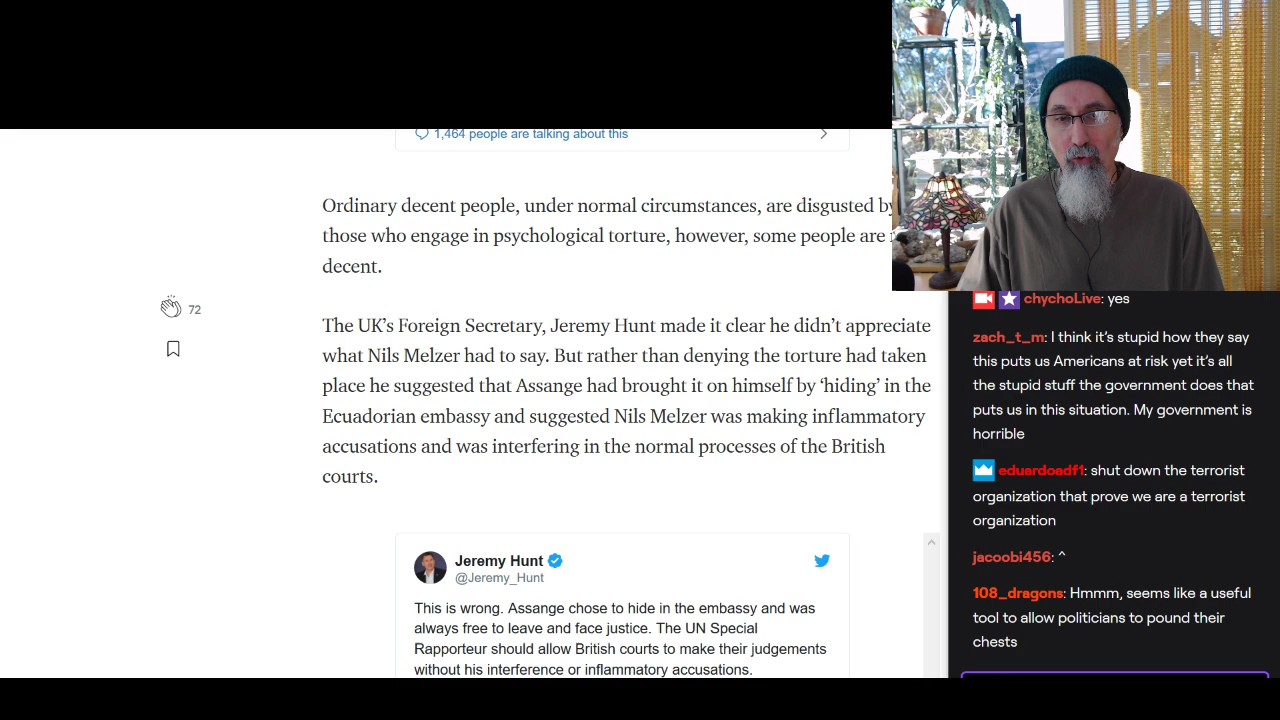 1,464 people are talking about this
Ordinary decent people, under normal circumstances, are disgusted by
those who engage in psychological torture, however, some people are
decent.
72
The UK’s Foreign Secretary, Jeremy Hunt made it clear he didn’t appreciate
what Nils Melzer had to say. But rather than denying the torture had taken
place he suggested that Assange had brought it on himself by ‘hiding’ in the
Ecuadorian embassy and suggested Nils Melzer was making inflammatory
accusations and was interfering in the normal processes of the British
courts.
Jeremy Hunt
@Jeremy_Hunt
This is wrong. Assange chose to hide in the embassy and was
always free to leave and face justice. The UN Special
Rapporteur should allow British courts to make their judgements
without his interference or inflammatory accusations.
chychoLive: yes
zach_t_m: I think it’s stupid how they say
this puts us Americans at risk yet it’s all
the stupid stuff the government does that
puts us in this situation. My government is
horrible
eduardoadf1: shut down the terrorist
organization that prove we are a terrorist
organization
jacoobi456: ^
108_dragons: Hmmm, seems like a useful
tool to allow politicians to pound their
chests